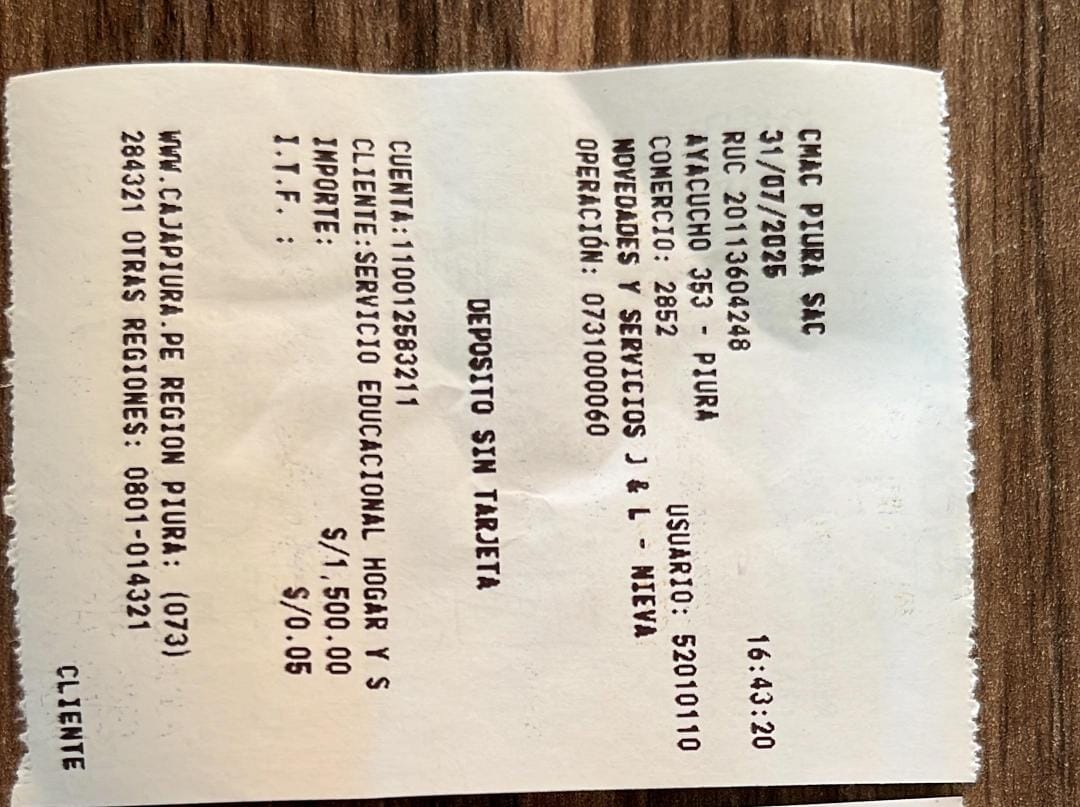 CMAC PIURA SAC
31/07/2025 16:43:20
RUC 20113604248
AYACUCHO 353 - PIURA
COMERCIO: 2852 USUARIO: 52010110
NOVEDADES Y SERVICIOS J & L - NIEVA
OPERACIÓN: 07310000060
DEPOSITO SIN TARJETA
CUENTA:110012583211
CLIENTE:SERVICIO EDUCACIONAL HOGAR Y S
IMPORTE: S/1,500.00
I.T.F. : S/0.05
WWW.CAJAPIURA.PE REGION PIURA: (073)
284321 OTRAS REGIONES: 0801-014321
CLIENTE